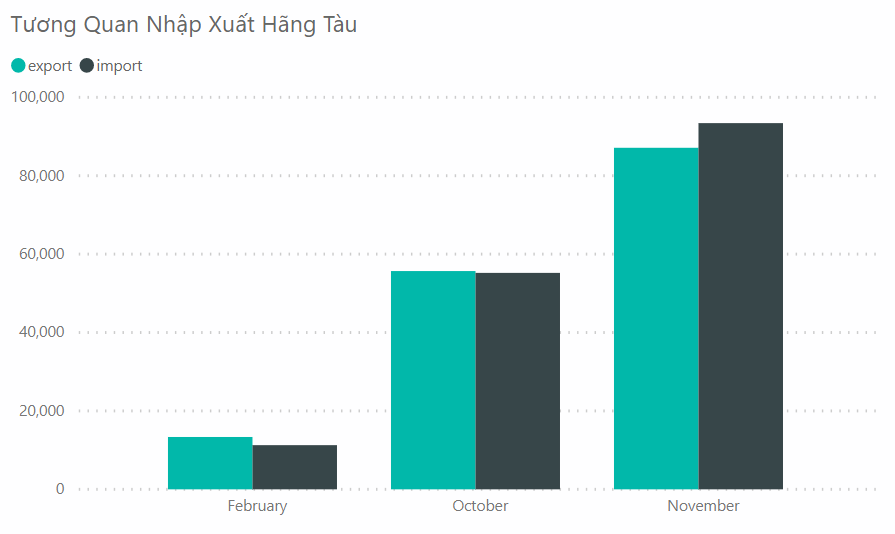 Tương Quan Nhập Xuất Hãng Tàu
export import
100,000
80,000
60,000
40,000
20,000
0
February October November